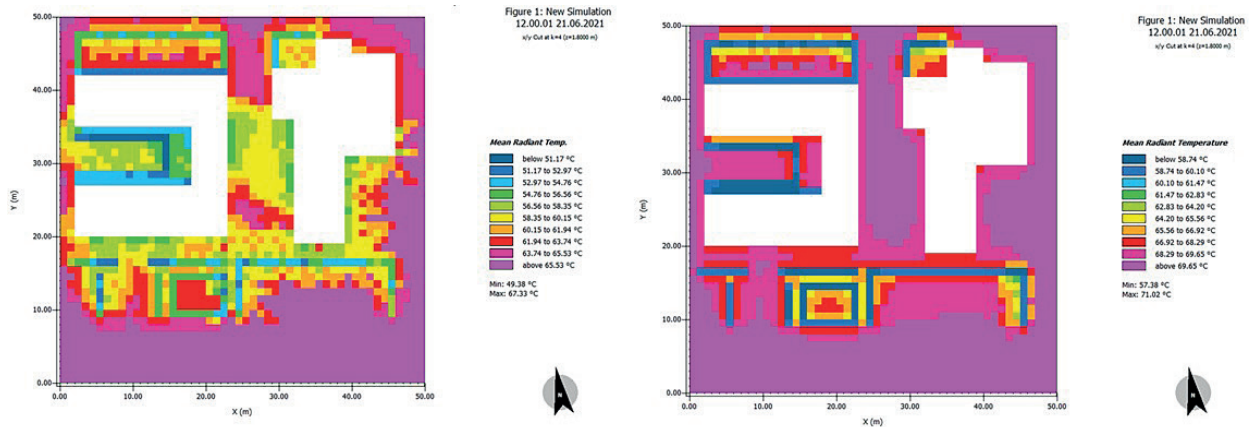 Figure 1: New Simulation
12.00.01 21.06.2021
x/y Cut at k=4 (z=1.8000 m)
50.00
40.00
30.00
20.00
10.00
0.00
Y (m)
0.00 10.00 20.00 30.00 40.00 50.00
X (m)
Mean Radiant Temp.
below 51.17 °C
51.17 to 52.97 °C
52.97 to 54.76 °C
54.76 to 56.56 °C
56.56 to 58.35 °C
58.35 to 60.15 °C
60.15 to 61.94 °C
61.94 to 63.74 °C
63.74 to 65.53 °C
above 65.53 °C
Min: 49.38 °C
Max: 67.33 °C
N
Figure 1: New Simulation
12.00.01 21.06.2021
x/y Cut at k=4 (z=1.8000 m)
50.00
40.00
30.00
20.00
10.00
0.00
Y (m)
0.00 10.00 20.00 30.00 40.00 50.00
X (m)
Mean Radiant Temperature
below 58.74 °C
58.74 to 60.10 °C
60.10 to 61.47 °C
61.47 to 62.83 °C
62.83 to 64.20 °C
64.20 to 65.56 °C
65.56 to 66.92 °C
66.92 to 68.29 °C
68.29 to 69.65 °C
above 69.65 °C
Min: 57.38 °C
Max: 71.02 °C
N